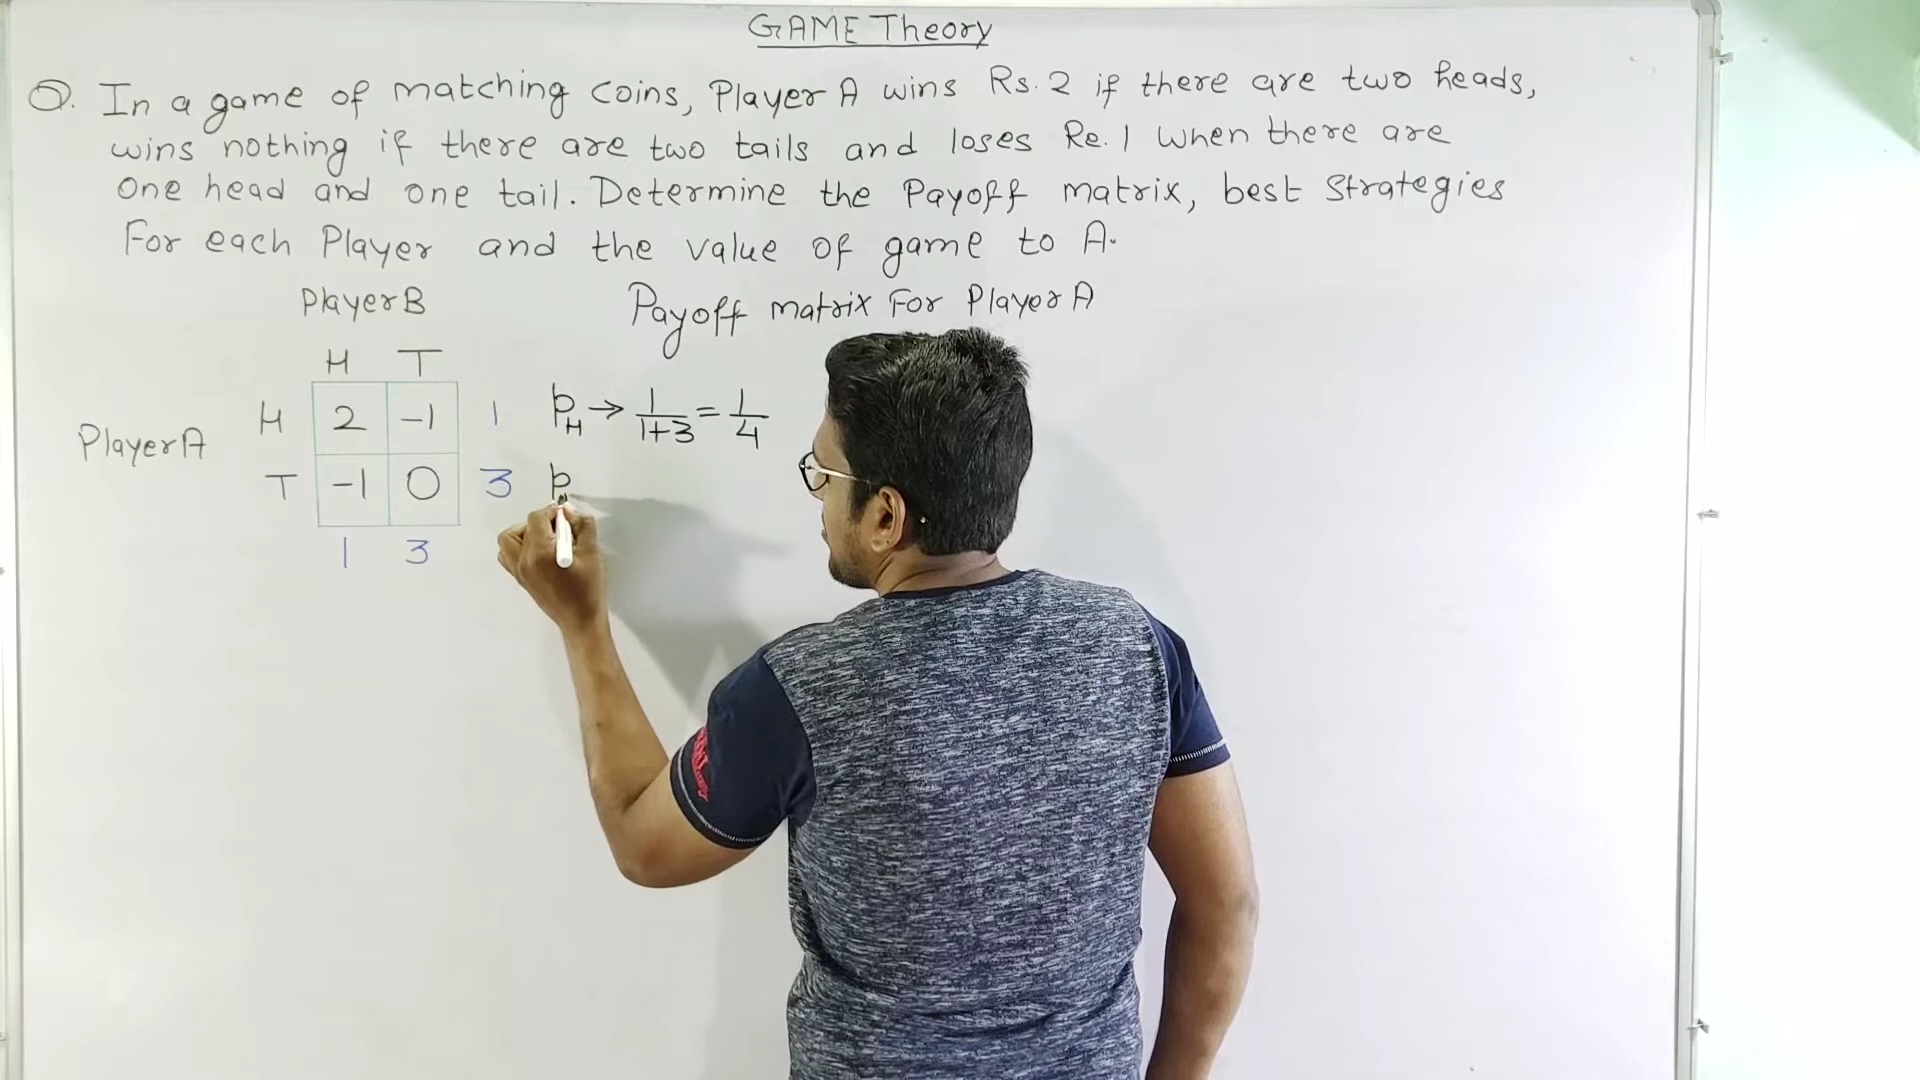 GAME Theory
Q. In a game of matching coins, Player A wins Rs. 2 if there are two heads,
wins nothing if there are two tails and loses Re. 1 when there are
one head and one tail. Determine the Payoff matrix, best strategies
For each Player and the value of game to A.
Player B
Payoff matrix For Player A
H T
H 2 -1 1 p_H → 1/(1+3) = 1/4
Player A
T -1 0 3 p
1 3